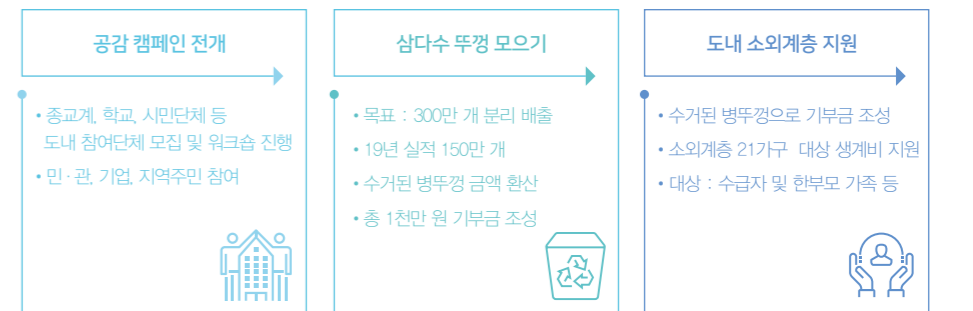 공감 캠페인 전개
• 종교계, 학교, 시민단체 등
도내 참여단체 모집 및 워크숍 진행
• 민·관, 기업, 지역주민 참여
삼다수 뚜껑 모으기
• 목표 : 300만 개 분리 배출
• 19년 실적 150만 개
• 수거된 병뚜껑 금액 환산
• 총 1천만 원 기부금 조성
도내 소외계층 지원
• 수거된 병뚜껑으로 기부금 조성
• 소외계층 21가구 대상 생계비 지원
• 대상 : 수급자 및 한부모 가족 등